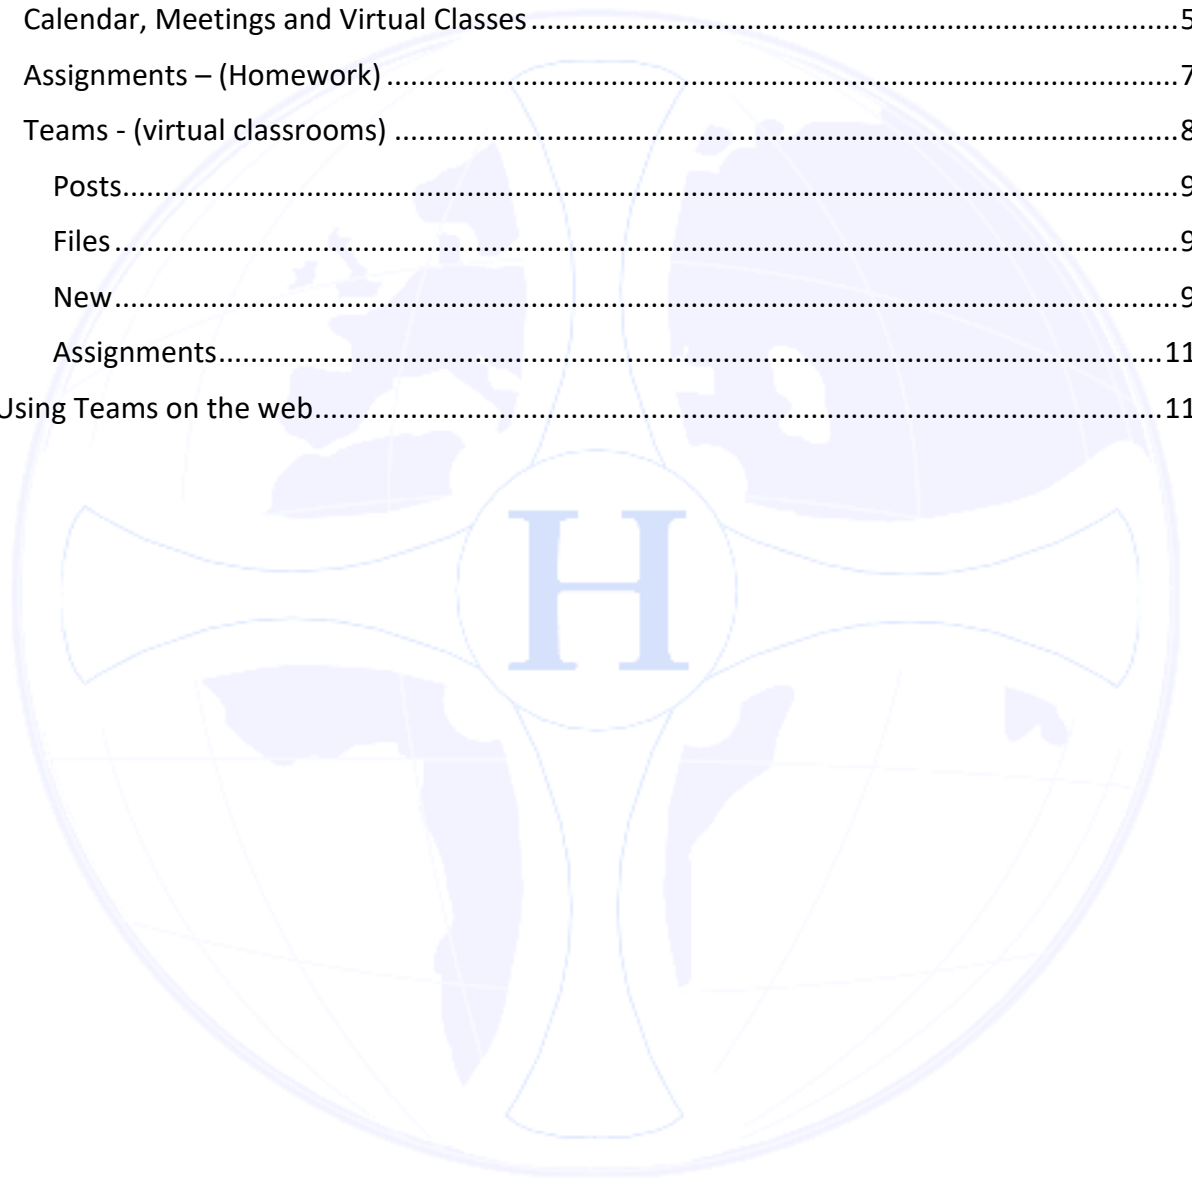 Calendar, Meetings and Virtual Classes........................................................................................5
Assignments – (Homework)..........................................................................................................7
Teams - (virtual classrooms).........................................................................................................8
Posts..............................................................................................................................................9
Files...............................................................................................................................................9
New...............................................................................................................................................9
Assignments.................................................................................................................................11
Using Teams on the web..............................................................................................................11
H